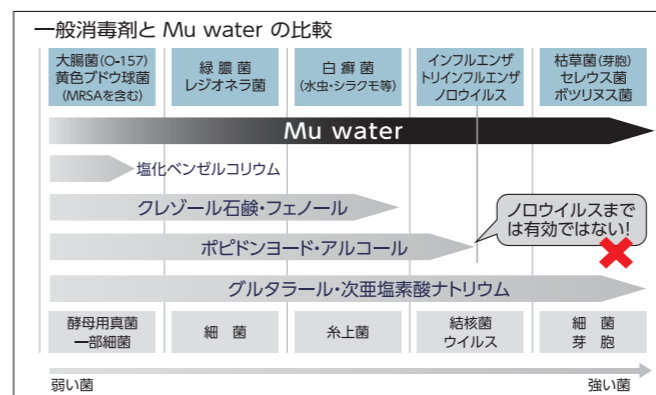 一般消毒剤と Mu water の比較
大腸菌(O-157)
黄色ブドウ球菌
(MRSAを含む)
緑膿菌
レジオネラ菌
白癬菌
(水虫・シラクモ等)
インフルエンザ
トリインフルエンザ
ノロウイルス
枯草菌(芽胞)
セレウス菌
ボツリヌス菌
Mu water
塩化ベンゼルコリウム
クレゾール石鹸・フェノール
ノロウイルスまで
は有効ではない!
ポピドンヨード・アルコール
グルタラール・次亜塩素酸ナトリウム
酵母用真菌
一部細菌
細菌
糸上菌
結核菌
ウイルス
細菌
芽胞
弱い菌
強い菌